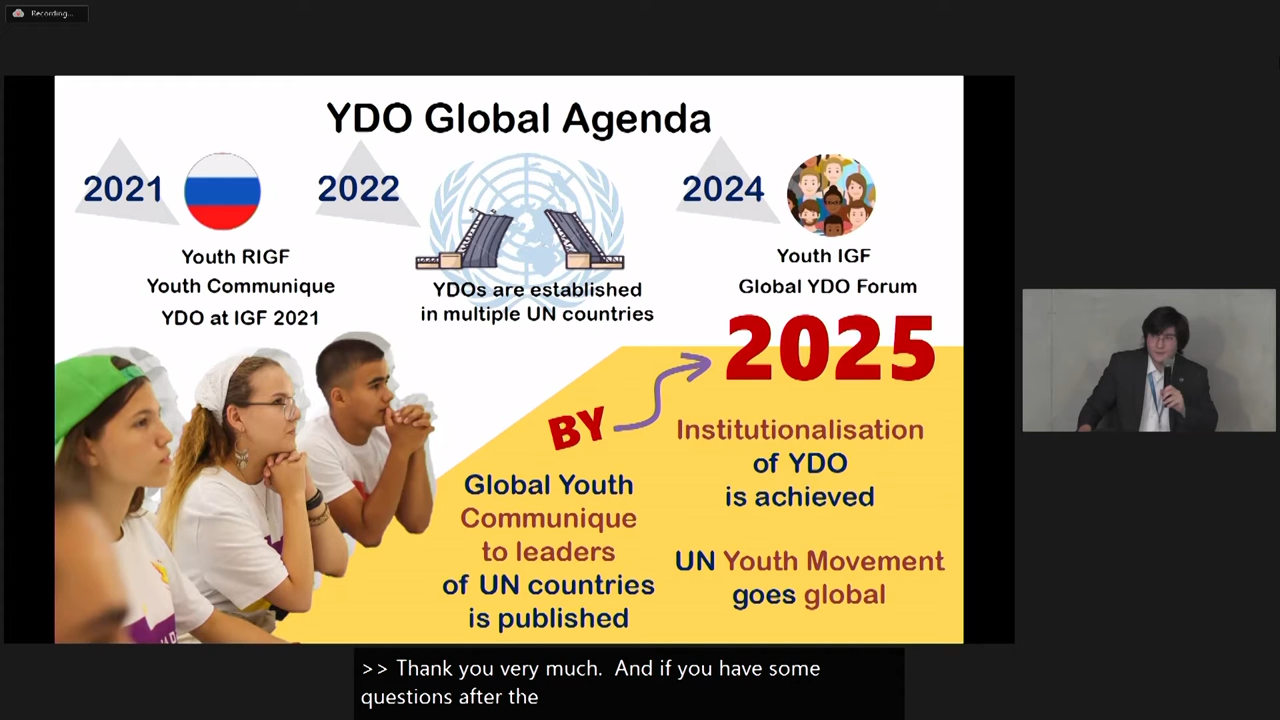 Recording...
YDO Global Agenda
2021
Youth RIGF
Youth Communique
YDO at IGF 2021
2022
YDOs are established
in multiple UN countries
2024
Youth IGF
Global YDO Forum
BY
2025
Global Youth
Communique
to leaders
of UN countries
is published
Institutionalisation
of YDO
is achieved
UN Youth Movement
goes global
>> Thank you very much. And if you have some
questions after the